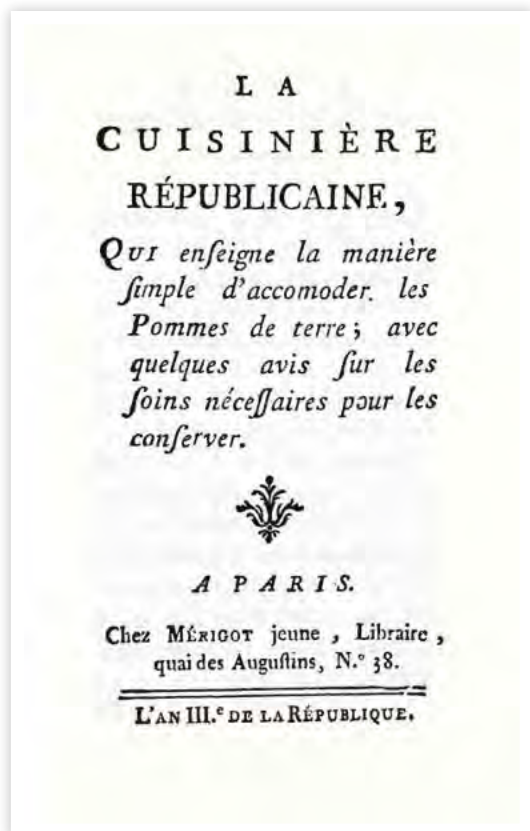 LA
CUISINIÈRE
RÉPUBLICAINE,
QUI enſeigne la manière
ſimple d'accomoder. les
Pommes de terre ; avec
quelques avis ſur les
ſoins néceſſaires pour les
conſerver.
A PARIS.
Chez MÉRIGOT jeune , Libraire ,
quai des Auguſtins, N.º 38.
L'AN III.e DE LA RÉPUBLIQUE.